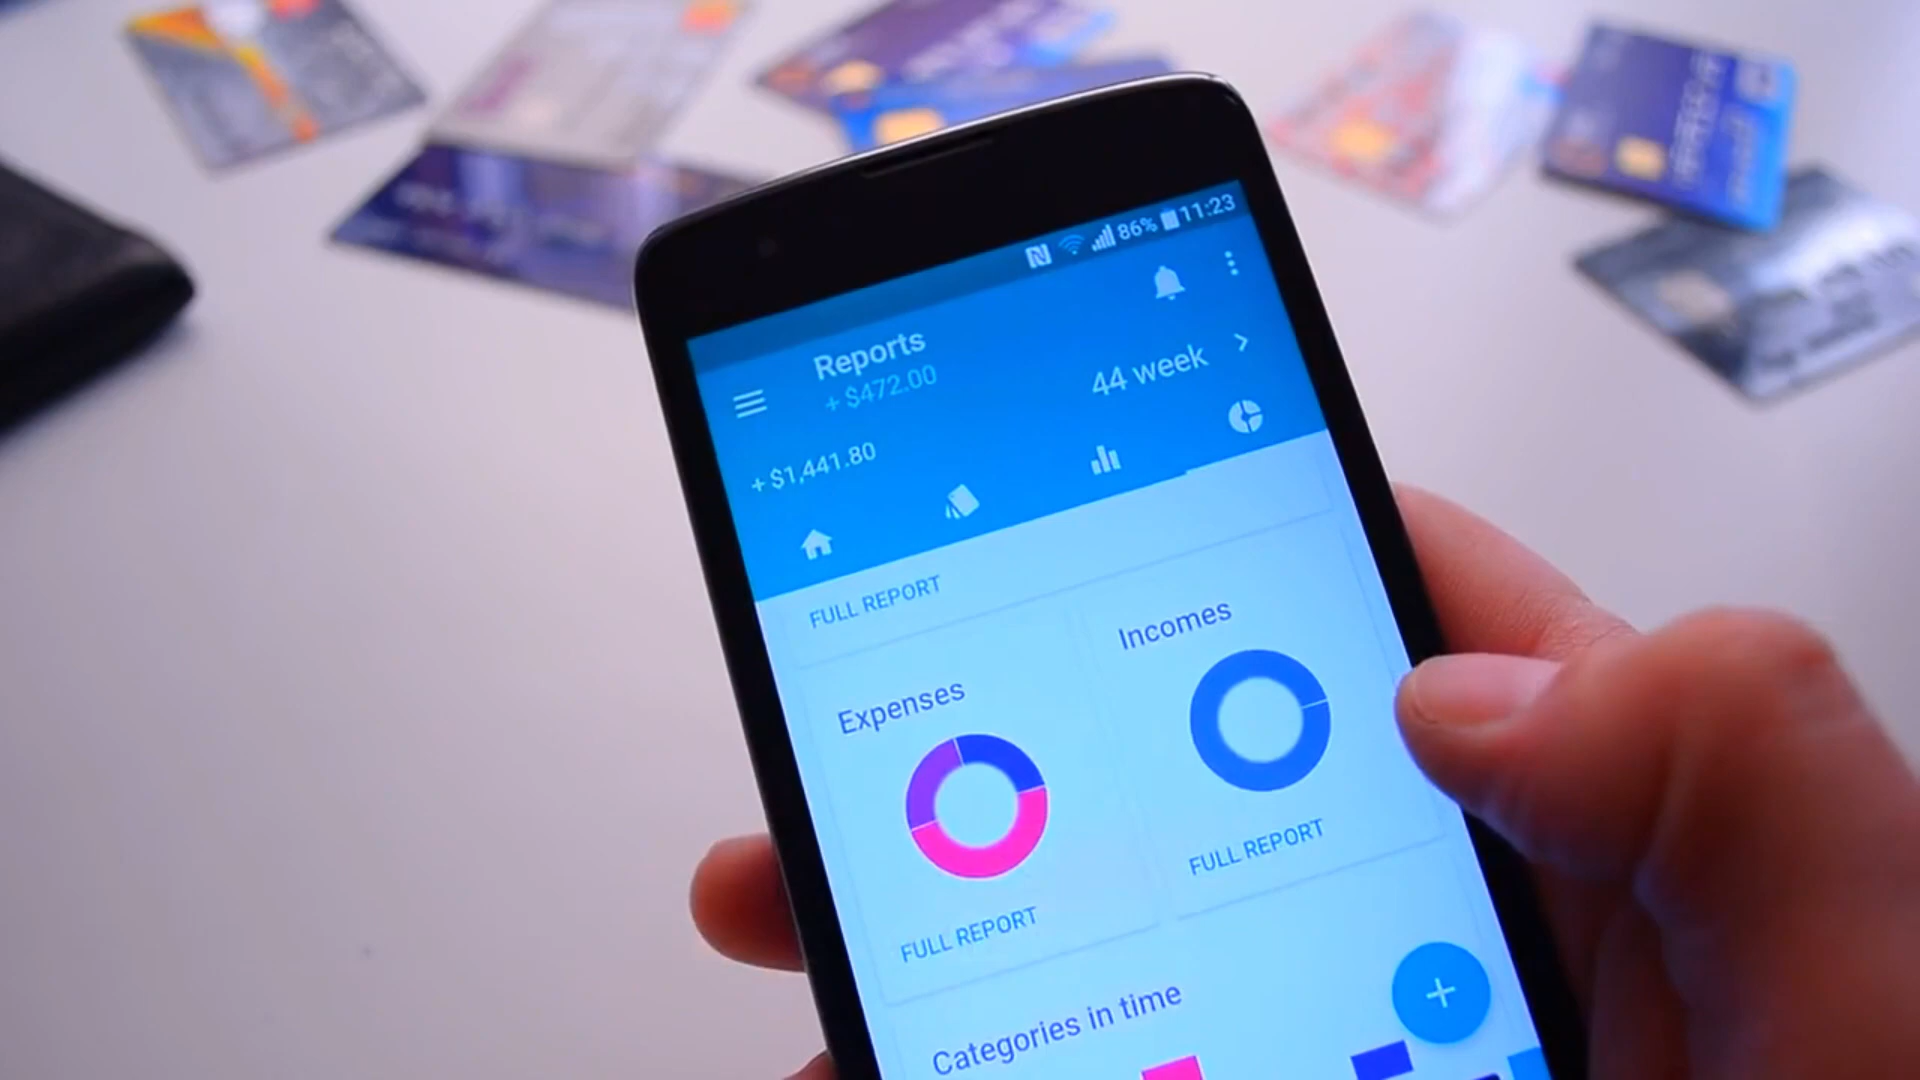 86% 11:23
Reports
+ $472.00
44 week
+ $1,441.80
FULL REPORT
Expenses
Incomes
FULL REPORT
FULL REPORT
Categories in time